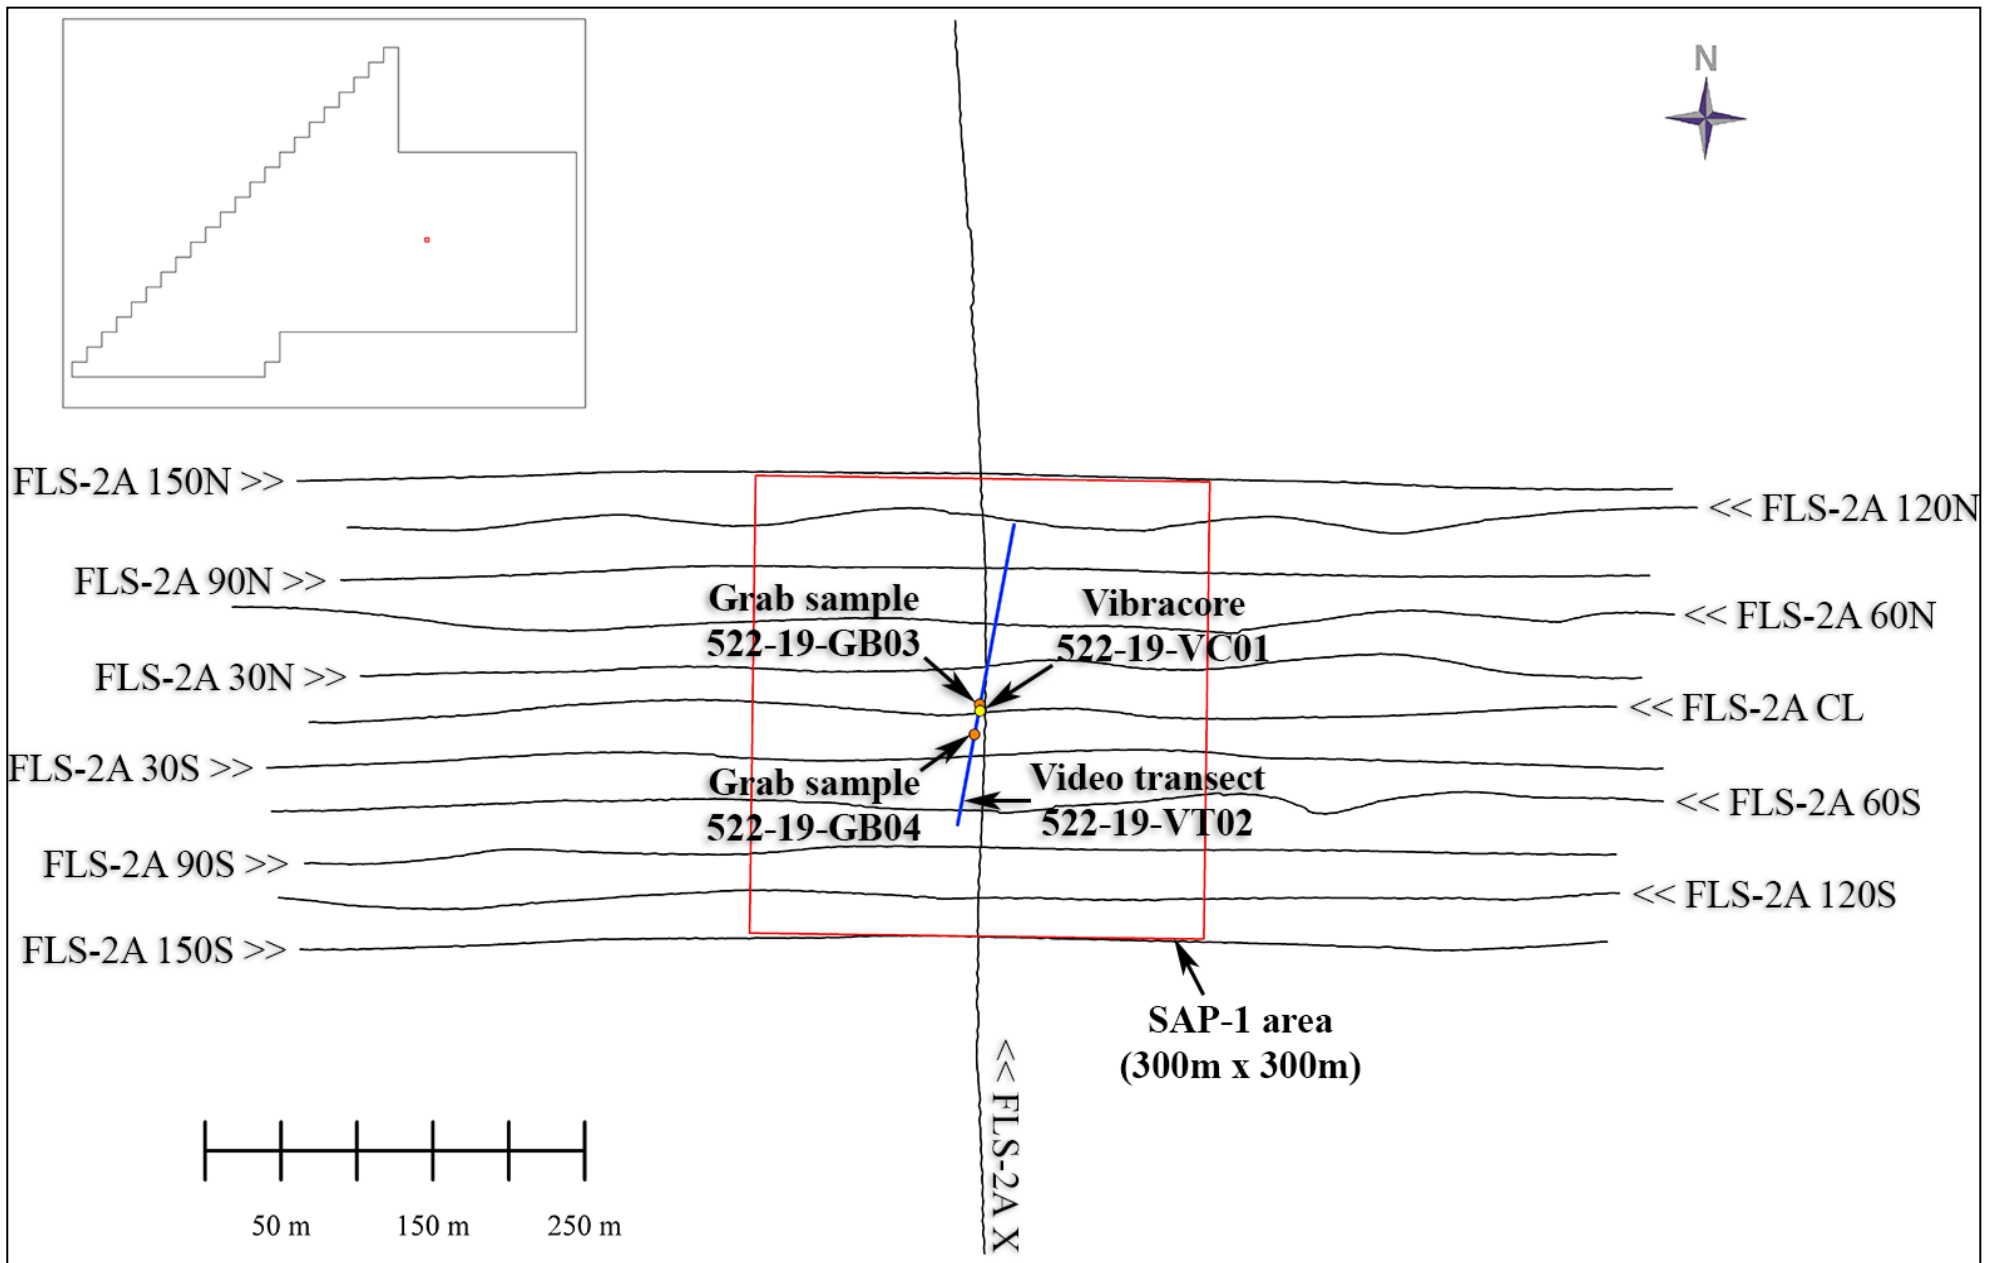 N
FLS-2A 150N >>
<< FLS-2A 120N
FLS-2A 90N >>
Grab sample
522-19-GB03
Vibracore
522-19-VC01
<< FLS-2A 60N
FLS-2A 30N >>
<< FLS-2A CL
FLS-2A 30S >>
Grab sample
522-19-GB04
Video transect
522-19-VT02
<< FLS-2A 60S
FLS-2A 90S >>
<< FLS-2A 120S
FLS-2A 150S >>
SAP-1 area
(300m x 300m)
<< FLS-2A X
50 m
150 m
250 m